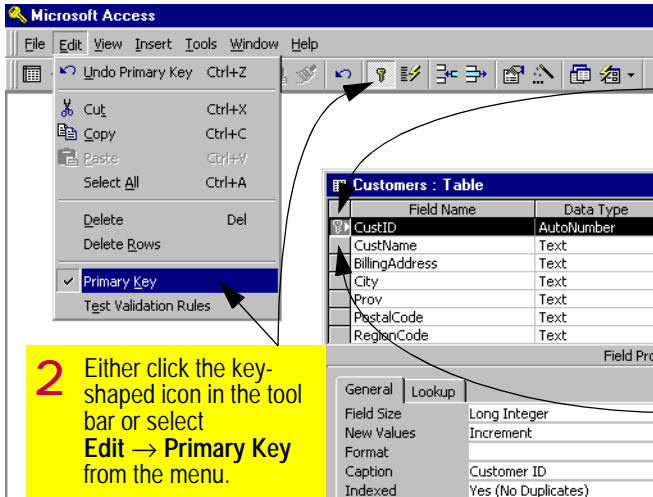 Microsoft Access
File Edit View Insert Tools Window Help
Undo Primary Key Ctrl+Z
Cut Ctrl+X
Copy Ctrl+C
Paste Ctrl+V
Select All Ctrl+A
Delete Del
Delete Rows
Primary Key
Test Validation Rules
Customers : Table
Field Name Data Type
CustID AutoNumber
CustName Text
BillingAddress Text
City Text
Prov Text
PostalCode Text
RegionCode Text
Field Pro
General Lookup
Field Size Long Integer
New Values Increment
Format
Caption Customer ID
Indexed Yes (No Duplicates)
2 Either click the key-
shaped icon in the tool
bar or select
Edit → Primary Key
from the menu.